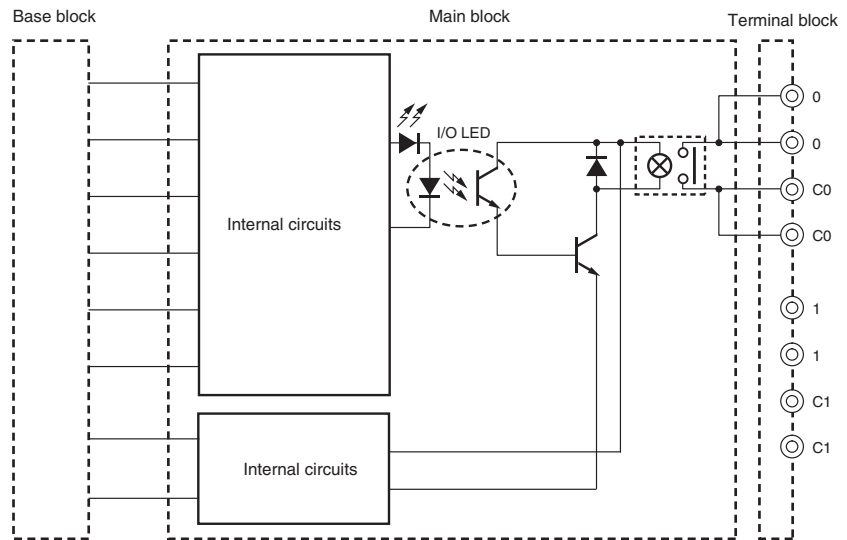 Base block
Main block
Terminal block
I/O LED
Internal circuits
Internal circuits
0
0
C0
C0
1
1
C1
C1